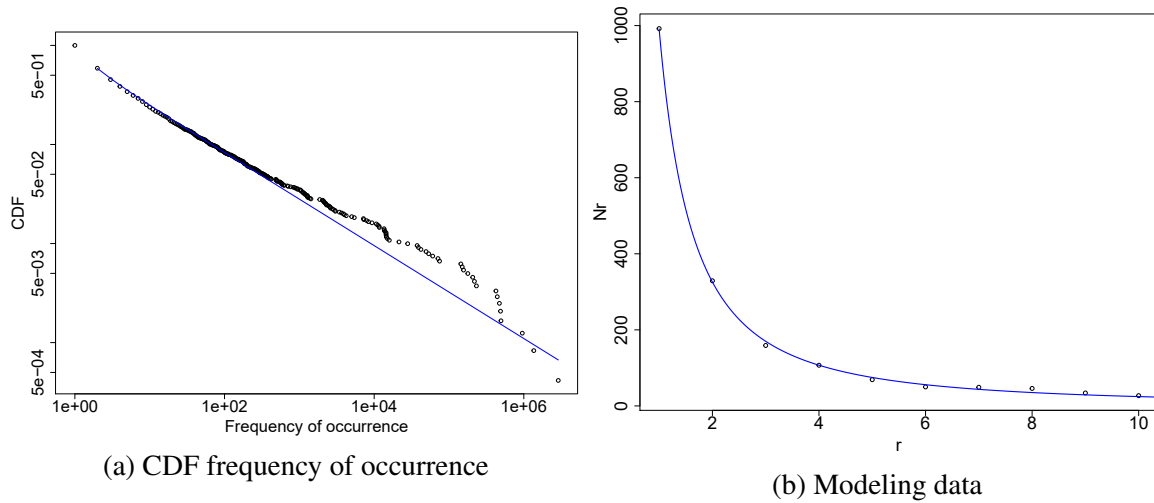 CDF
5e-01
5e-02
5e-03
5e-04
1e+00 1e+02 1e+04 1e+06
Frequency of occurrence
(a) CDF frequency of occurrence
Nr
1000
800
600
400
200
0
2 4 6 8 10
r
(b) Modeling data